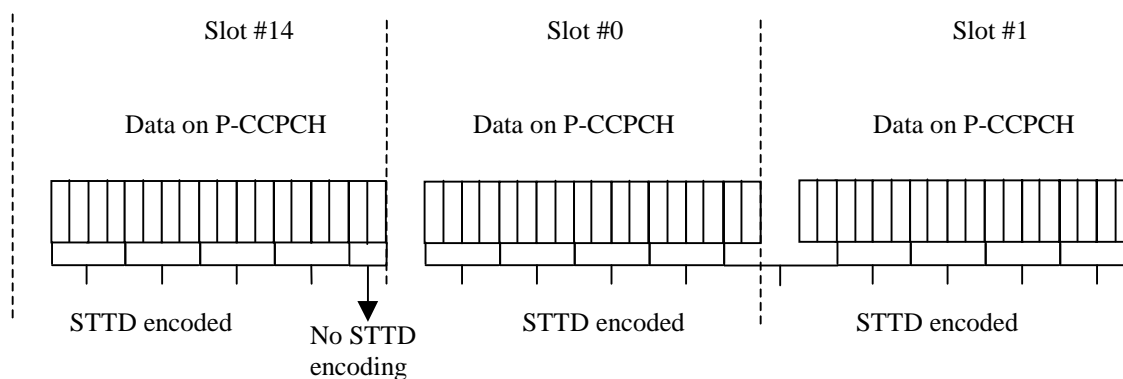 Slot #14
Slot #0
Slot #1
Data on P-CCPCH
Data on P-CCPCH
Data on P-CCPCH
STTD encoded
No STTD
encoding
STTD encoded
STTD encoded